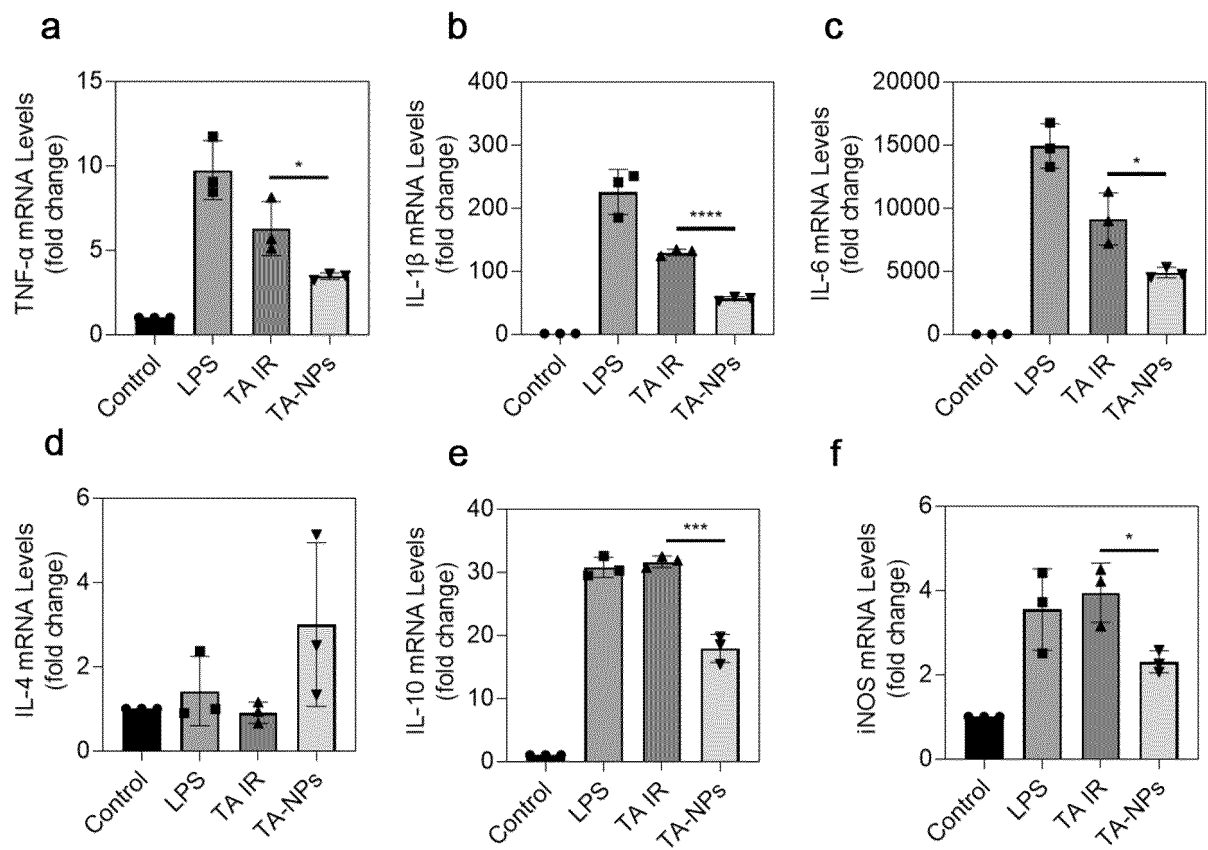 a
TNF-α mRNA Levels
(fold change)
15
10
5
0
*
Control
LPS
TA IR
TA-NPs
b
IL-1β mRNA Levels
(fold change)
400
300
200
100
0
****
Control
LPS
TA IR
TA-NPs
c
IL-6 mRNA Levels
(fold change)
20000
15000
10000
5000
0
*
Control
LPS
TA IR
TA-NPs
d
IL-4 mRNA Levels
(fold change)
6
4
2
0
Control
LPS
TA IR
TA-NPs
e
IL-10 mRNA Levels
(fold change)
40
30
20
10
0
***
Control
LPS
TA IR
TA-NPs
f
iNOS mRNA Levels
(fold change)
6
4
2
0
*
Control
LPS
TA IR
TA-NPs